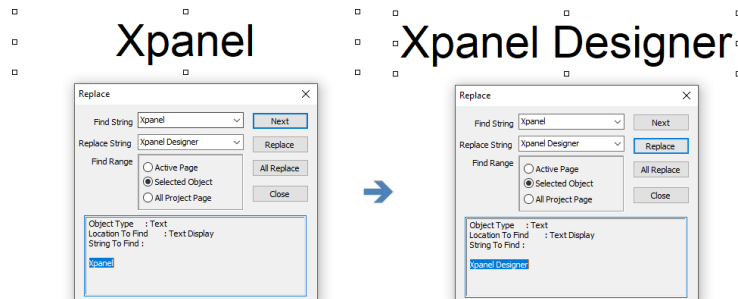 Xpanel
Replace
Find String Xpanel Next
Replace String Xpanel Designer Replace
Find Range Active Page All Replace
Selected Object
All Project Page Close
Object Type : Text
Location To Find : Text Display
String To Find :
Xpanel
Xpanel Designer
Replace
Find String Xpanel Next
Replace String Xpanel Designer Replace
Find Range Active Page All Replace
Selected Object
All Project Page Close
Object Type : Text
Location To Find : Text Display
String To Find :
Xpanel Designer